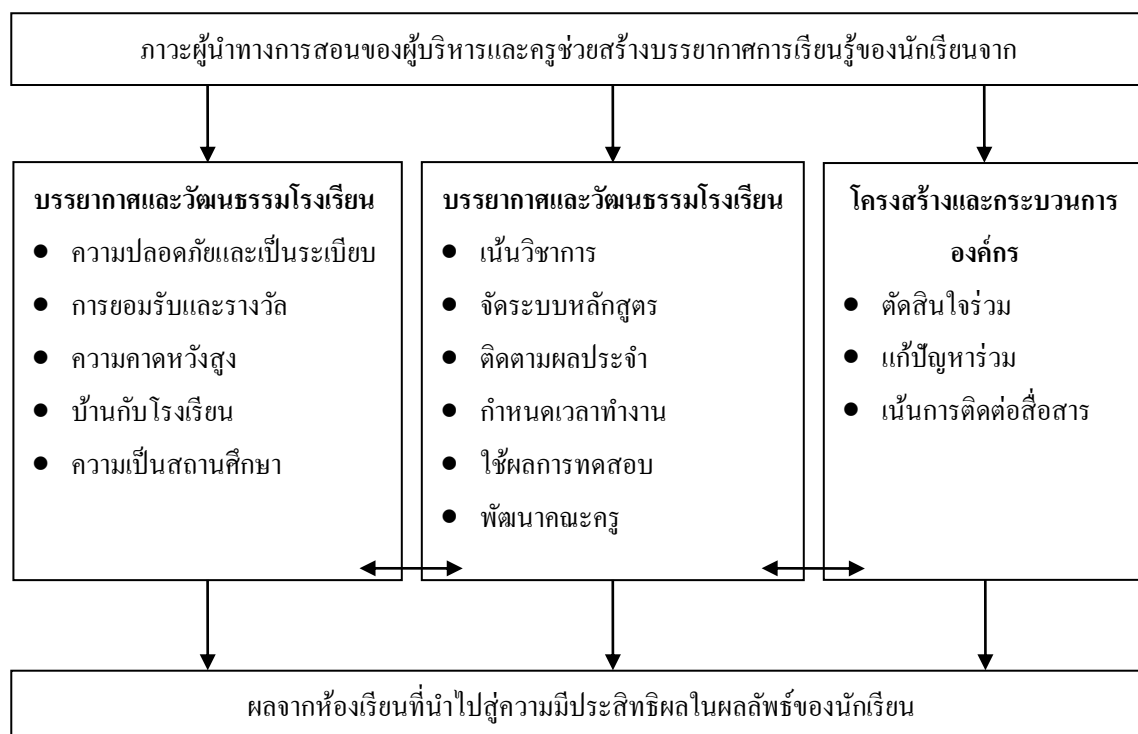 ภาวะผู้นำทางการสอนของผู้บริหารและครูช่วยสร้างบรรยากาศการเรียนรู้ของนักเรียนจาก
บรรยากาศและวัฒนธรรมโรงเรียน
● ความปลอดภัยและเป็นระเบียบ
● การยอมรับและรางวัล
● ความคาดหวังสูง
● บ้านกับโรงเรียน
● ความเป็นสถานศึกษา
บรรยากาศและวัฒนธรรมโรงเรียน
● เน้นวิชาการ
● จัดระบบหลักสูตร
● ติดตามผลประจำ
● กำหนดเวลาทำงาน
● ใช้ผลการทดสอบ
● พัฒนาคณะครู
โครงสร้างและกระบวนการ
องค์กร
● ตัดสินใจร่วม
● แก้ปัญหาร่วม
● เน้นการติดต่อสื่อสาร
ผลจากห้องเรียนที่นำไปสู่ความมีประสิทธิผลในผลลัพธ์ของนักเรียน